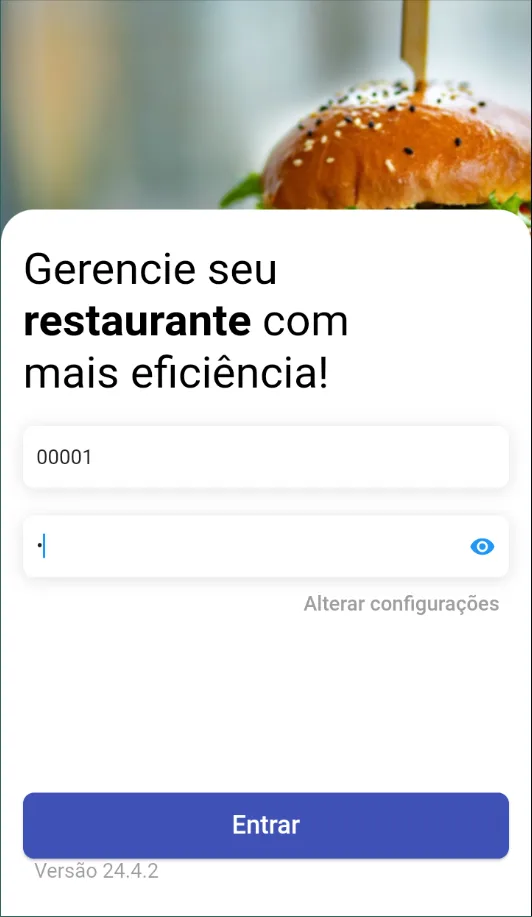 Gerencie seu
restaurante com
mais eficiência!
00001
•
Alterar configurações
Entrar
Versão 24.4.2